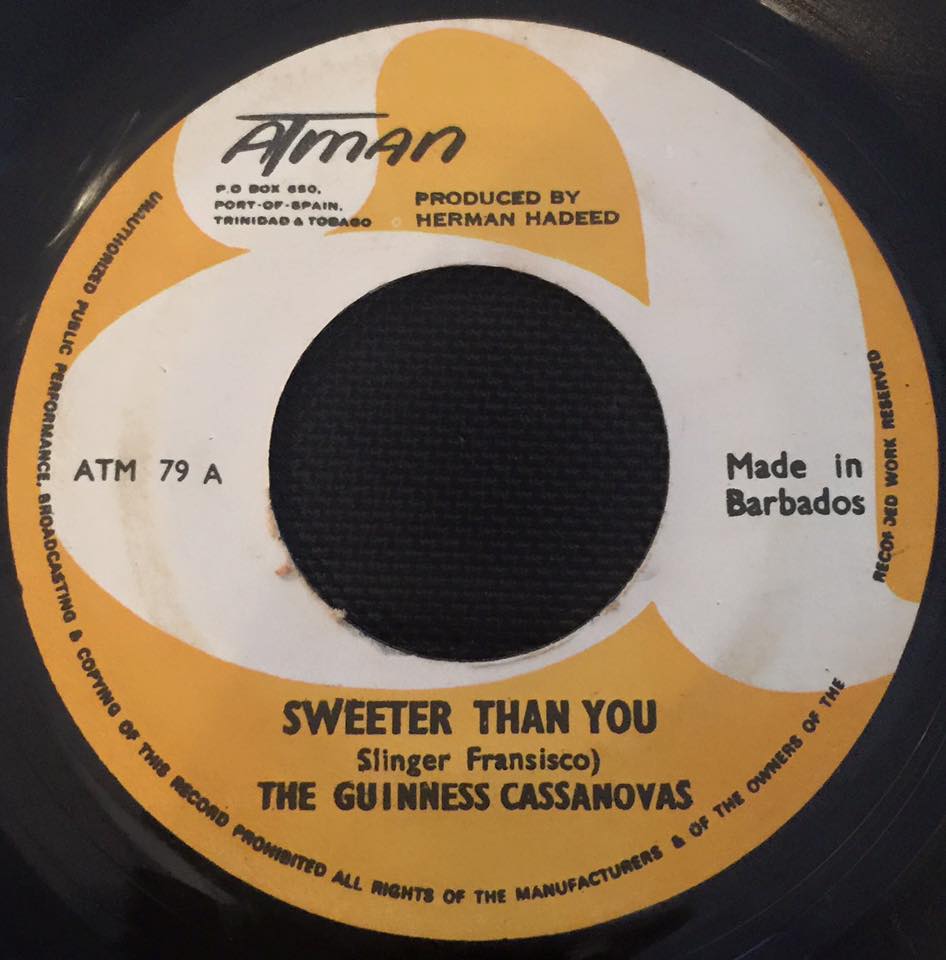 ATMAN
P.O BOX 650,
PORT-OF-SPAIN,
TRINIDAD & TOBAGO
PRODUCED BY
HERMAN HADEED
ATM 79 A
Made in
Barbados
SWEETER THAN YOU
Slinger Fransisco)
THE GUINNESS CASSANOVAS
UNAUTHORIZED PUBLIC PERFORMANCE, BROADCASTING & COPYING OF THIS RECORD PROHIBITED ALL RIGHTS OF THE MANUFACTURERS & OF THE OWNERS OF THE RECORDED WORK RESERVED